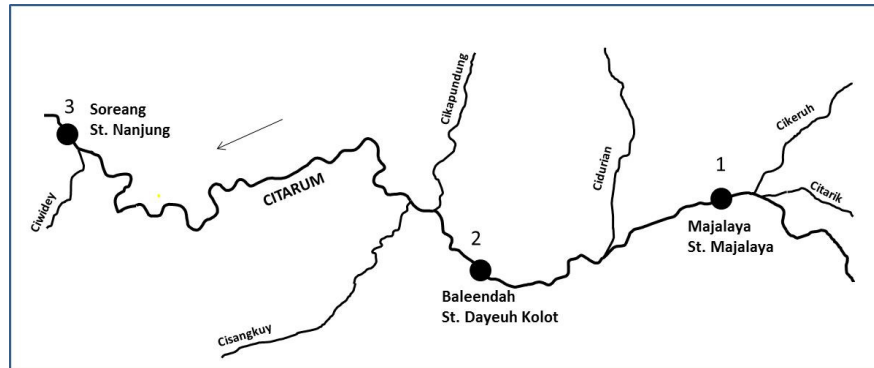 3
Soreang
St. Nanjung
Ciwidey
CITARUM
Cikapundung
Cisangkuy
2
Baleendah
St. Dayeuh Kolot
Cidurian
1
Majalaya
St. Majalaya
Cikeruh
Citarik